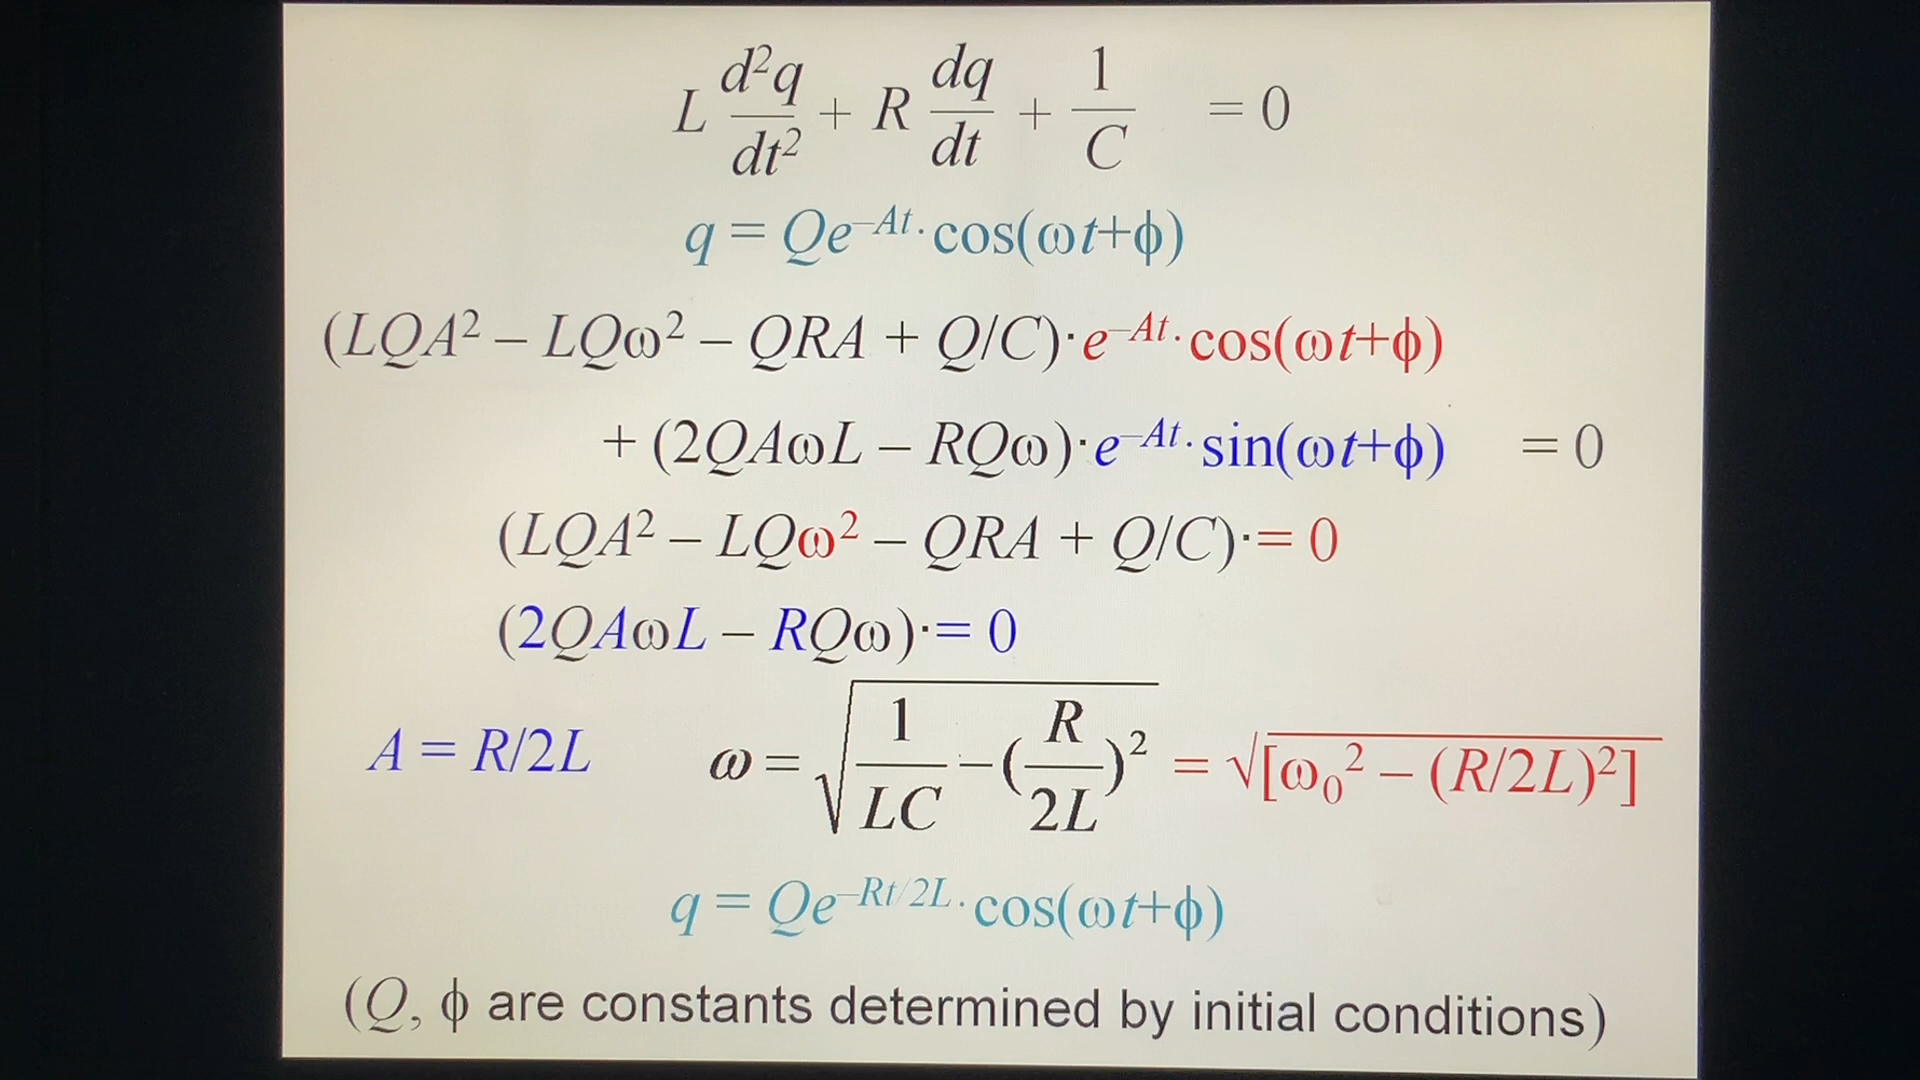 L d²q/dt² + R dq/dt + 1/C = 0
q = Qe⁻ᴬᵗ·cos(ωt+ϕ)
(LQA² – LQω² – QRA + Q/C)·e⁻ᴬᵗ·cos(ωt+ϕ)
+ (2QAωL – RQω)·e⁻ᴬᵗ·sin(ωt+ϕ) = 0
(LQA² – LQω² – QRA + Q/C)·= 0
(2QAωL – RQω)·= 0
A = R/2L ω = √(1/LC – (R/2L)²) = √[ω₀² – (R/2L)²]
q = Qe^–Rt/2L·cos(ωt+ϕ)
(Q, ϕ are constants determined by initial conditions)